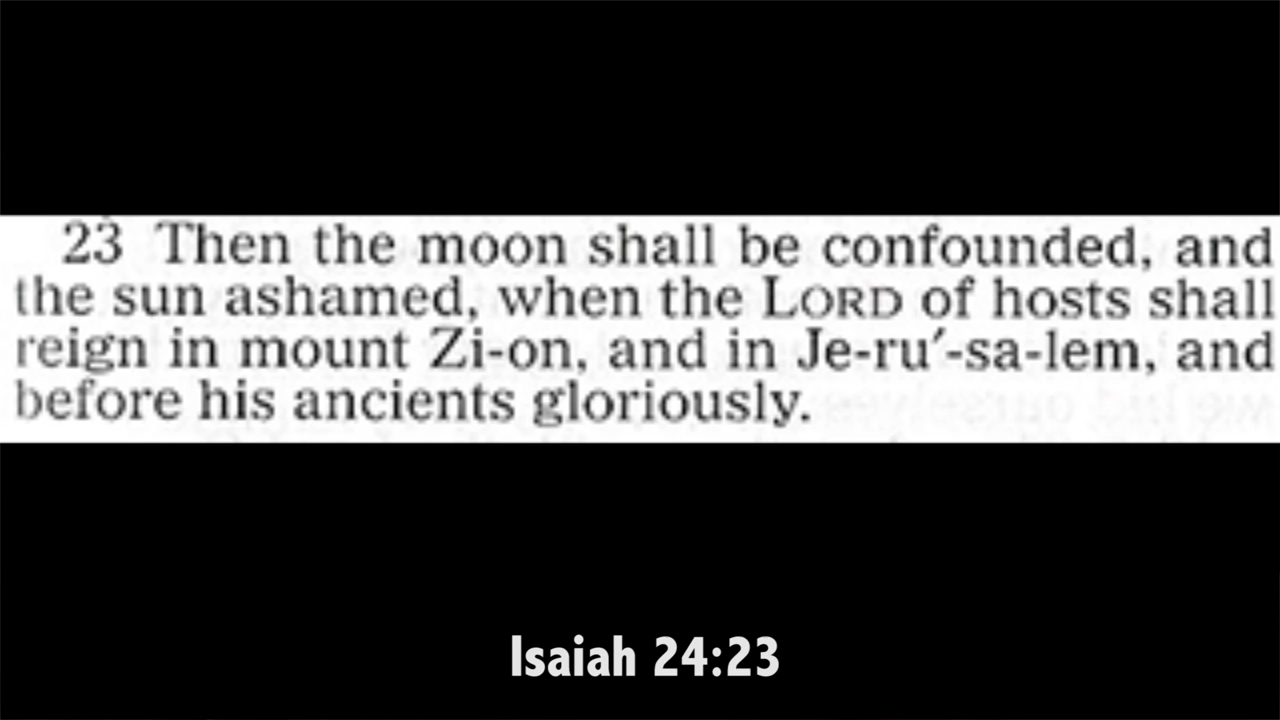 23 Then the moon shall be confounded, and
the sun ashamed, when the LORD of hosts shall
reign in mount Zi-on, and in Je-ru′-sa-lem, and
before his ancients gloriously.
Isaiah 24:23